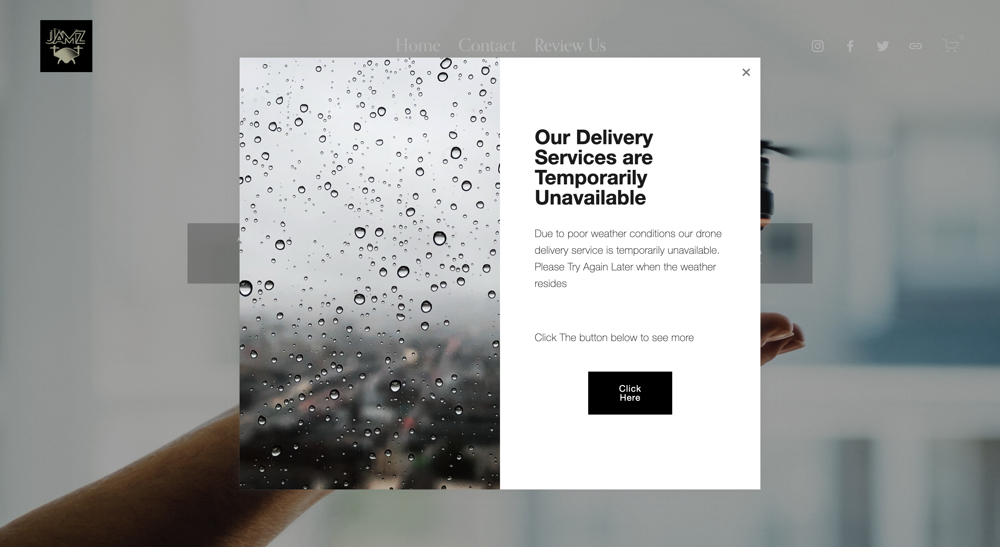 JAMZ
Home Contact Review Us
0
Our Delivery
Services are
Temporarily
Unavailable
Due to poor weather conditions our drone
delivery service is temporarily unavailable.
Please Try Again Later when the weather
resides
Click The button below to see more
Click
Here